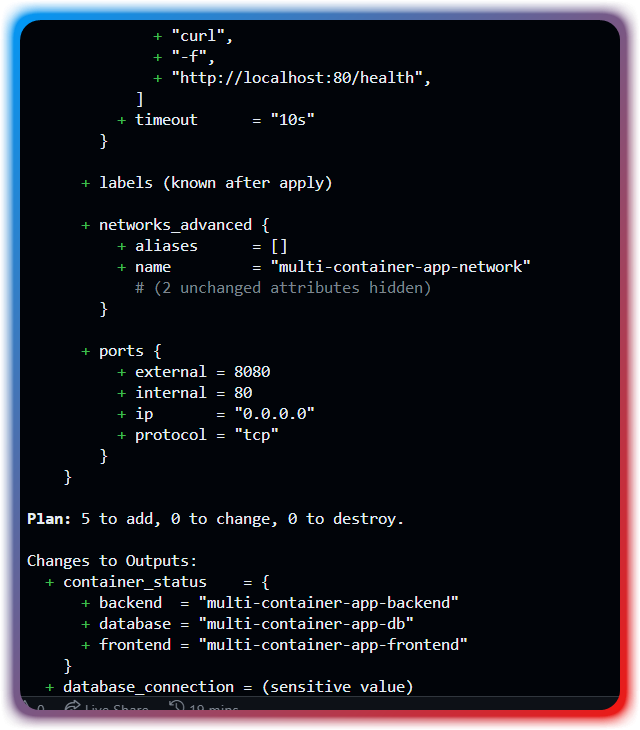 + "curl",
+ "-f",
+ "http://localhost:80/health",
]
+ timeout      = "10s"
}
+ labels (known after apply)
+ networks_advanced {
+ aliases      = []
+ name         = "multi-container-app-network"
# (2 unchanged attributes hidden)
}
+ ports {
+ external = 8080
+ internal = 80
+ ip       = "0.0.0.0"
+ protocol = "tcp"
}
}
Plan: 5 to add, 0 to change, 0 to destroy.
Changes to Outputs:
+ container_status    = {
+ backend  = "multi-container-app-backend"
+ database = "multi-container-app-db"
+ frontend = "multi-container-app-frontend"
}
+ database_connection = (sensitive value)
0 Live Share 19 mins